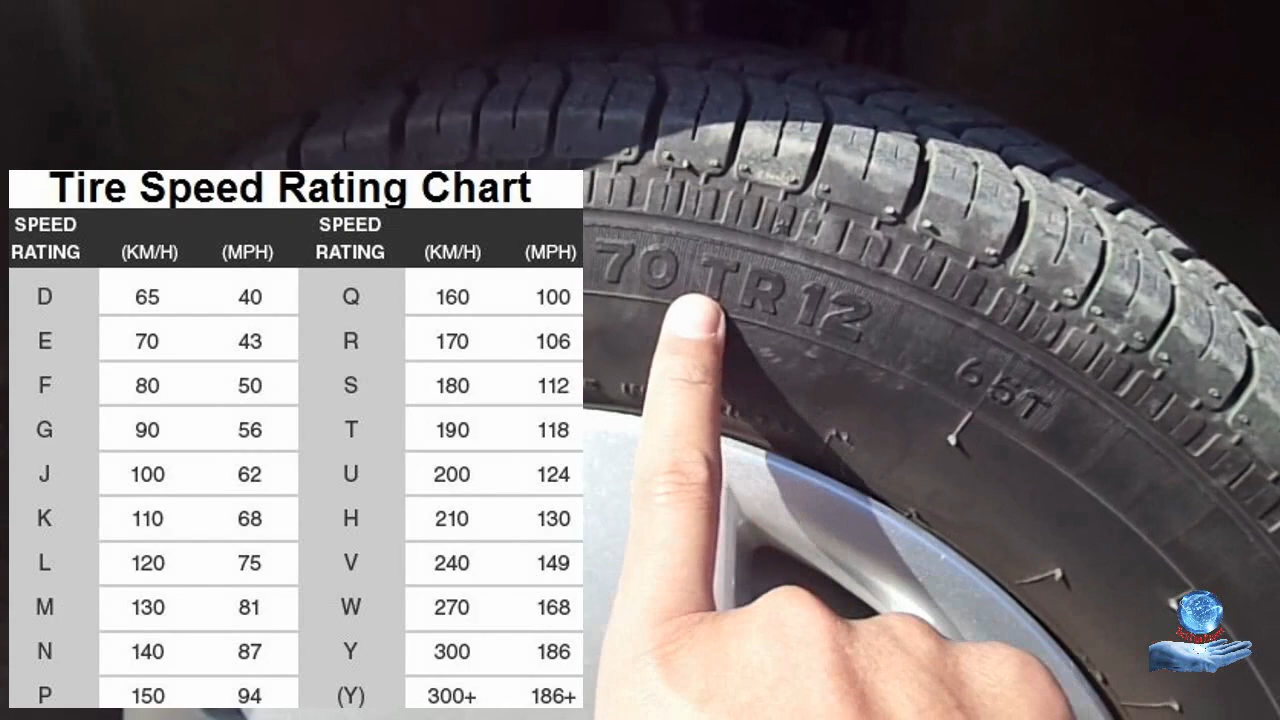 Tire Speed Rating Chart
SPEED RATING (KM/H) (MPH) SPEED RATING (KM/H) (MPH)
D 65 40 Q 160 100
E 70 43 R 170 106
F 80 50 S 180 112
G 90 56 T 190 118
J 100 62 U 200 124
K 110 68 H 210 130
L 120 75 V 240 149
M 130 81 W 270 168
N 140 87 Y 300 186
P 150 94 (Y) 300+ 186+
70 TR 12